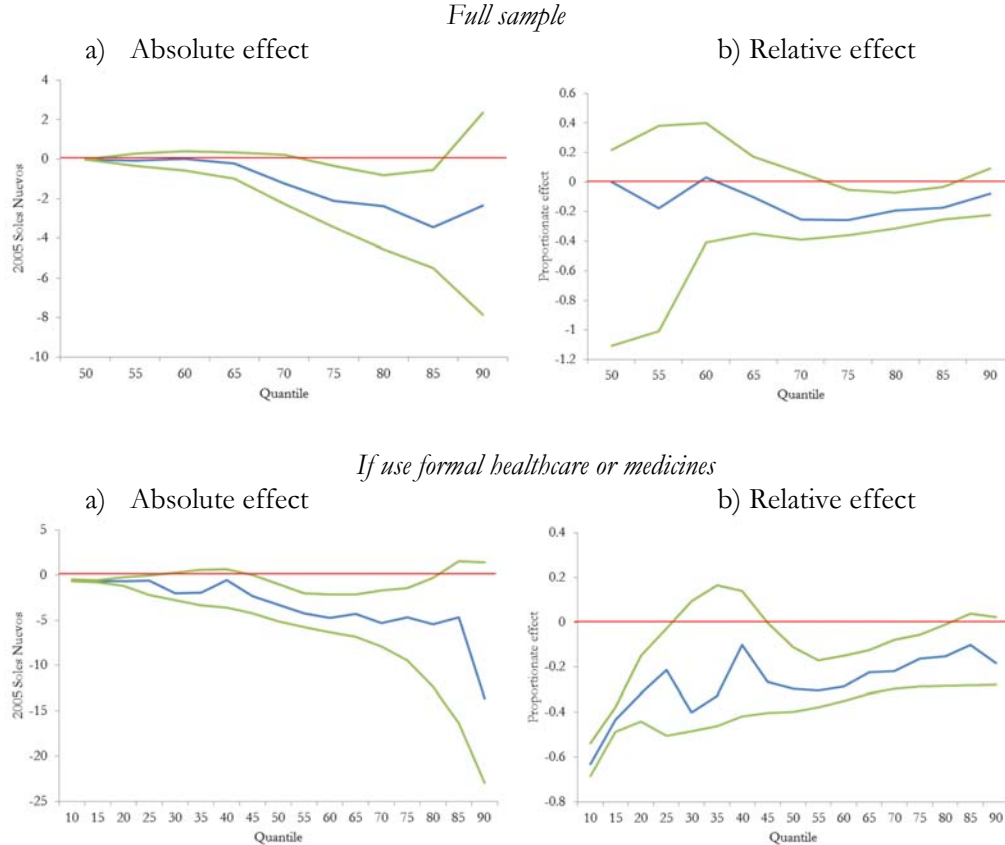 Full sample
a) Absolute effect
b) Relative effect
4
2
0
-2
-4
-6
-8
-10
2005 Soles Nuevos
50 55 60 65 70 75 80 85 90
Quantile
0.6
0.4
0.2
0
-0.2
-0.4
-0.6
-0.8
-1
-1.2
Proportionate effect
50 55 60 65 70 75 80 85 90
Quantile
If use formal healthcare or medicines
a) Absolute effect
b) Relative effect
5
0
-5
-10
-15
-20
-25
2005 Soles Nuevos
10 15 20 25 30 35 40 45 50 55 60 65 70 75 80 85 90
Quantile
0.4
0.2
0
-0.2
-0.4
-0.6
-0.8
Proportionate effect
10 15 20 25 30 35 40 45 50 55 60 65 70 75 80 85 90
Quantile